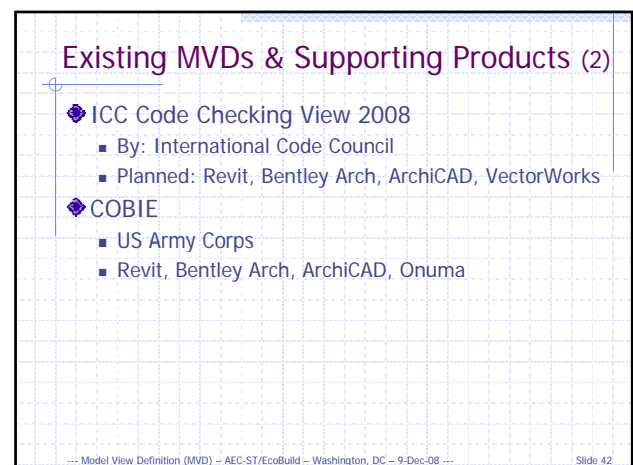 Existing MVDs & Supporting Products (2)
ICC Code Checking View 2008
By: International Code Council
Planned: Revit, Bentley Arch, ArchiCAD, VectorWorks
COBIE
US Army Corps
Revit, Bentley Arch, ArchiCAD, Onuma
--- Model View Definition (MVD) – AEC-ST/EcoBuild – Washington, DC – 9-Dec-08 --- Slide 42